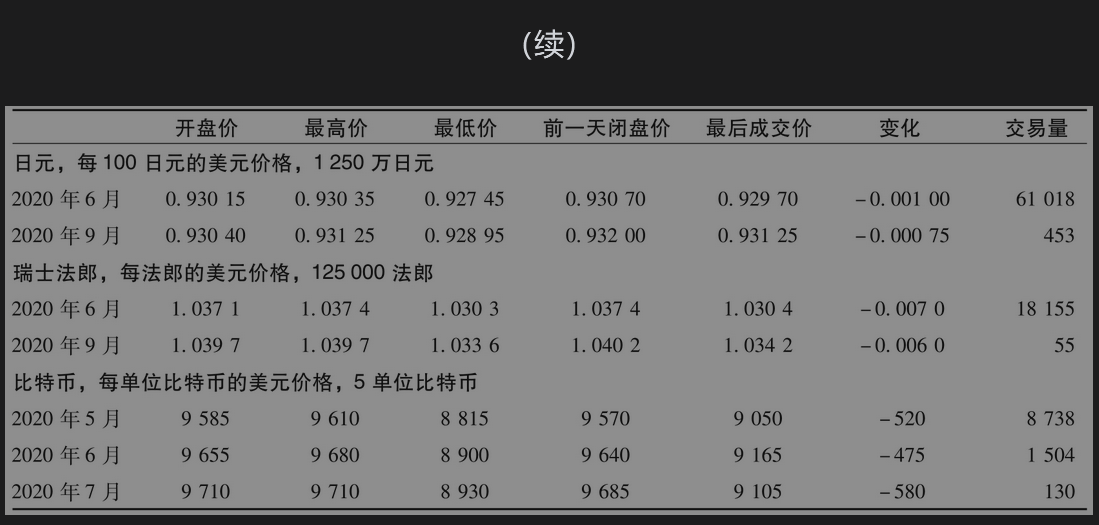 (续)
开盘价 最高价 最低价 前一天闭盘价 最后成交价 变化 交易量
日元，每 100 日元的美元价格，1 250 万日元
2020 年 6 月 0. 930 15 0. 930 35 0. 927 45 0. 930 70 0. 929 70 －0. 001 00 61 018
2020 年 9 月 0. 930 40 0. 931 25 0. 928 95 0. 932 00 0. 931 25 －0. 000 75 453
瑞士法郎，每法郎的美元价格，125 000 法郎
2020 年 6 月 1. 037 1 1. 037 4 1. 030 3 1. 037 4 1. 030 4 －0. 007 0 18 155
2020 年 9 月 1. 039 7 1. 039 7 1. 033 6 1. 040 2 1. 034 2 －0. 006 0 55
比特币，每单位比特币的美元价格，5 单位比特币
2020 年 5 月 9 585 9 610 8 815 9 570 9 050 －520 8 738
2020 年 6 月 9 655 9 680 8 900 9 640 9 165 －475 1 504
2020 年 7 月 9 710 9 710 8 930 9 685 9 105 －580 130